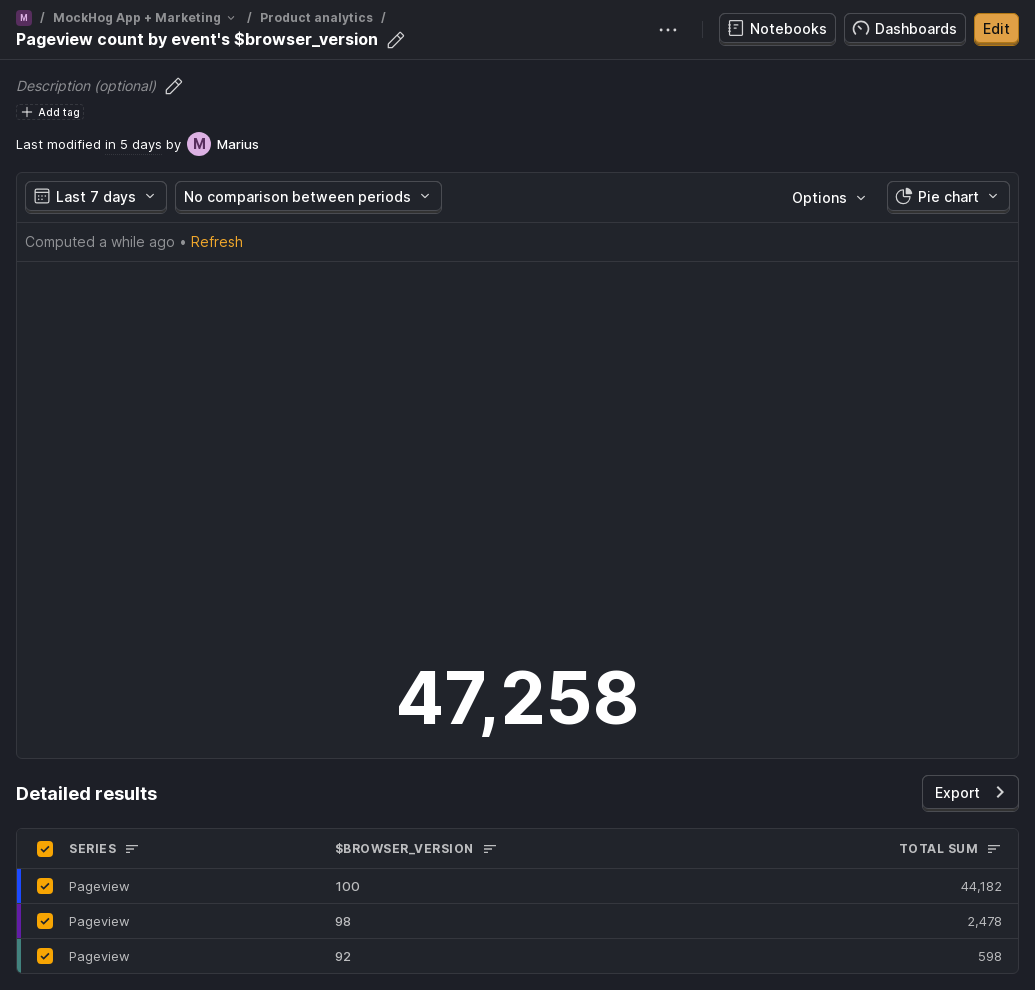 M / MockHog App + Marketing / Product analytics /
Pageview count by event's $browser_version
Notebooks
Dashboards
Edit
Description (optional)
Add tag
Last modified in 5 days by M Marius
Last 7 days
No comparison between periods
Options
Pie chart
Computed a while ago • Refresh
47,258
Detailed results
Export
SERIES $BROWSER_VERSION TOTAL SUM
Pageview 100 44,182
Pageview 98 2,478
Pageview 92 598